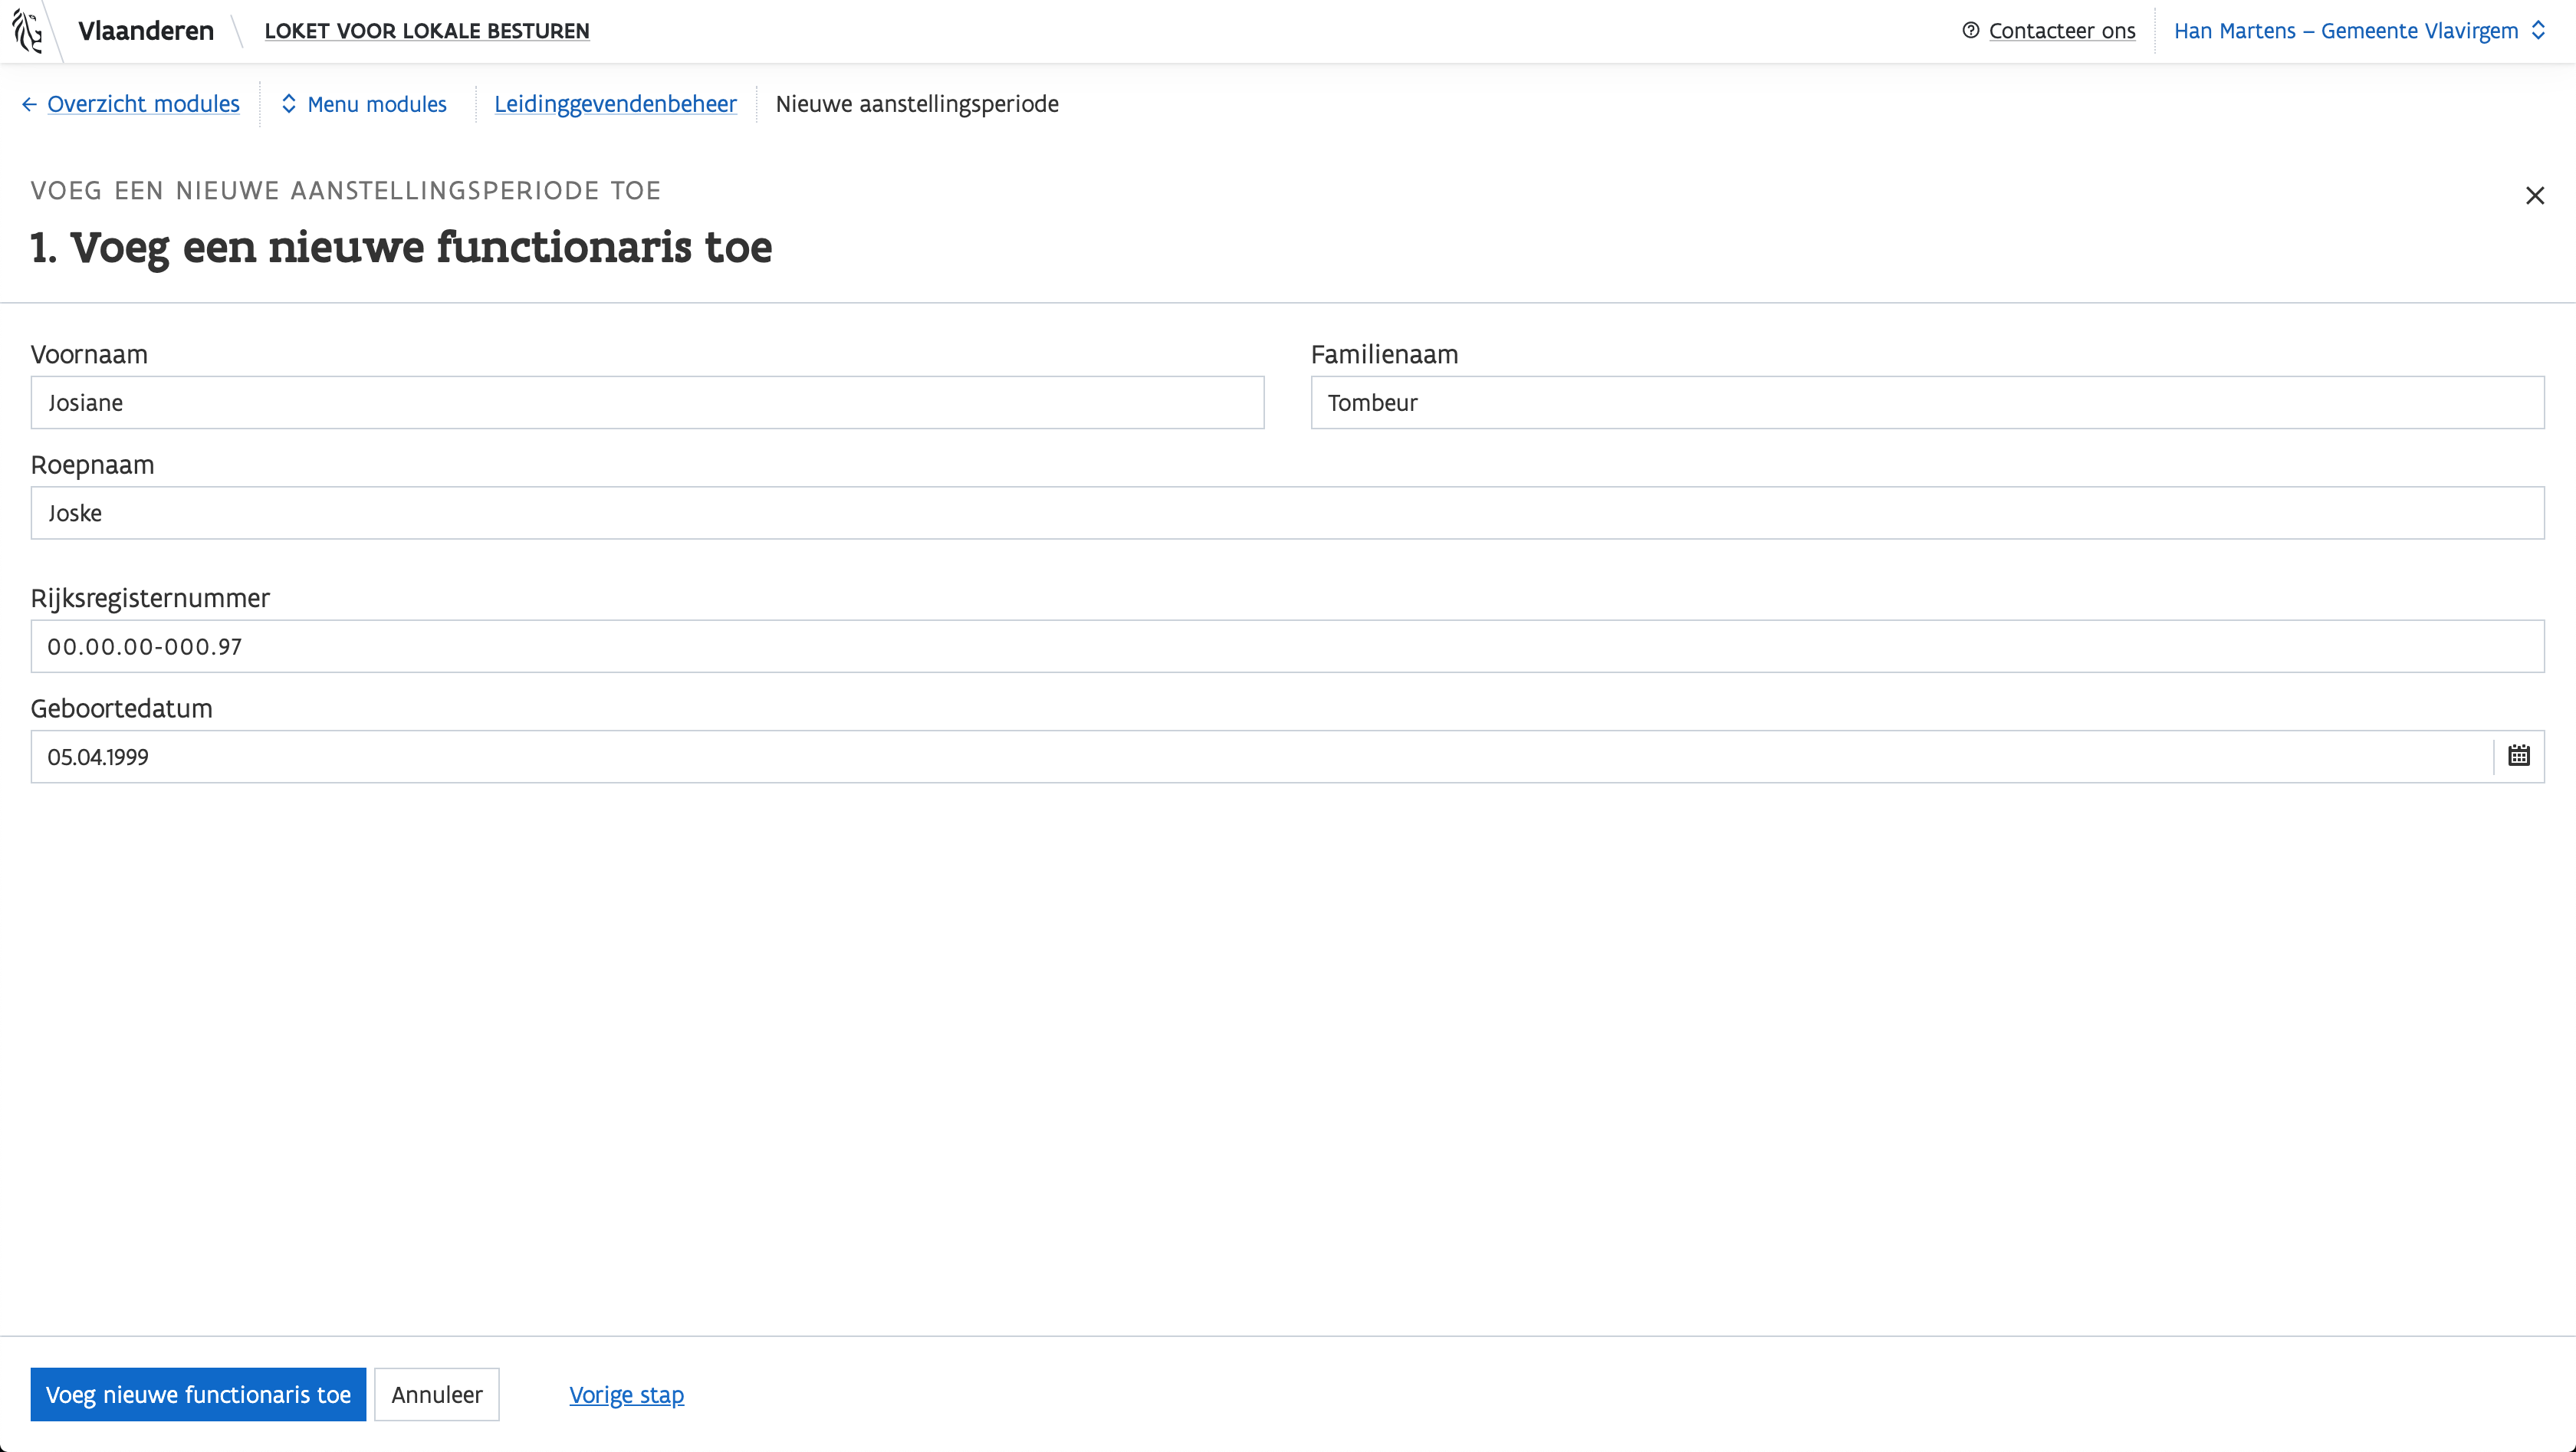 Vlaanderen LOKET VOOR LOKALE BESTUREN Contacteer ons Han Martens – Gemeente Vlavirgem
Overzicht modules Menu modules Leidinggevendenbeheer Nieuwe aanstellingsperiode
VOEG EEN NIEUWE AANSTELLINGSPERIODE TOE
1. Voeg een nieuwe functionaris toe
Voornaam Familienaam
Josiane Tombeur
Roepnaam
Joske
Rijksregisternummer
00.00.00-000.97
Geboortedatum
05.04.1999
Voeg nieuwe functionaris toe Annuleer Vorige stap